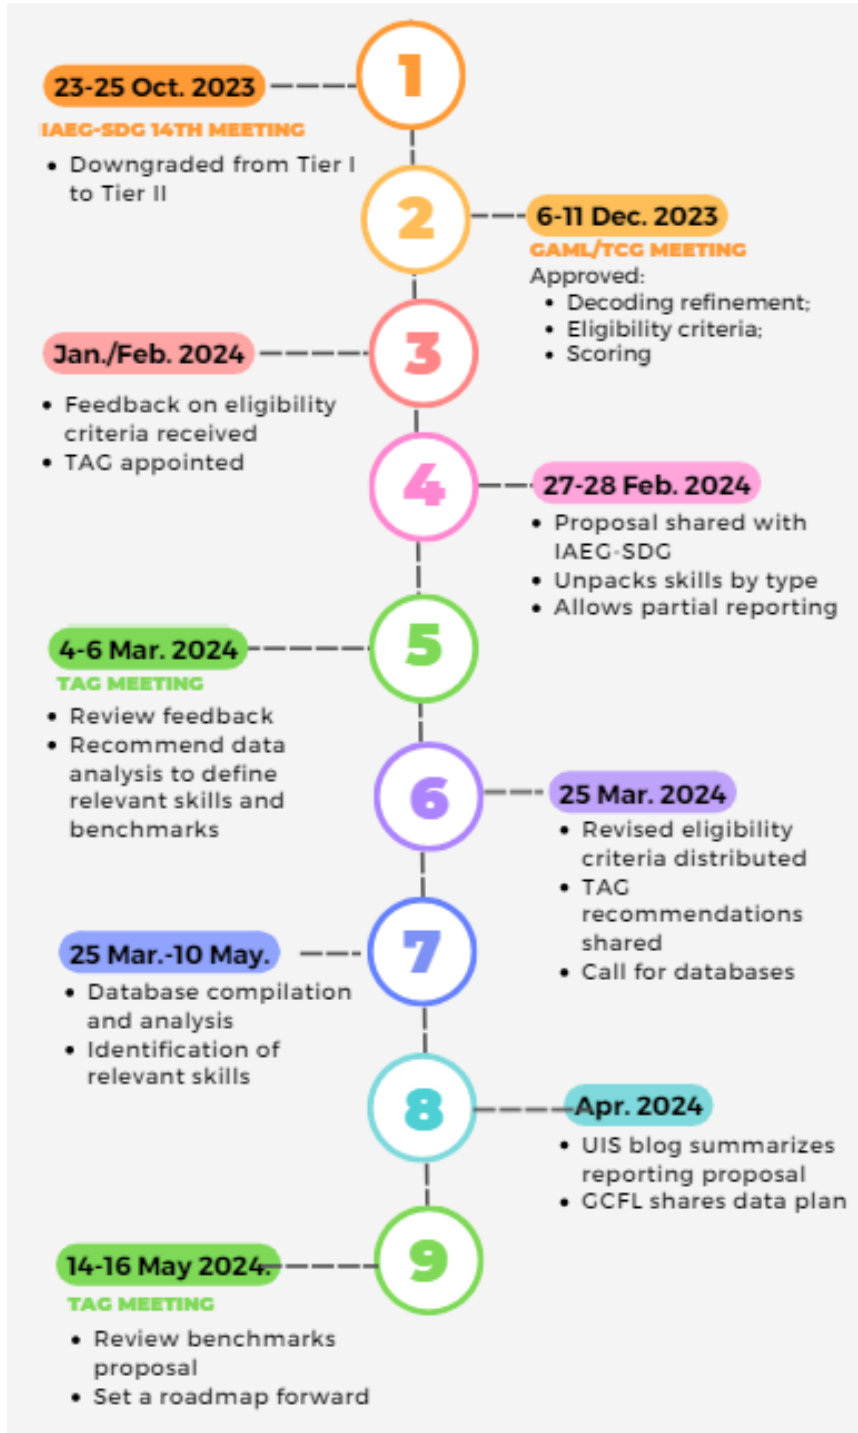 1
23-25 Oct. 2023
IAEG-SDG 14TH MEETING
• Downgraded from Tier I
to Tier II
2
6-11 Dec. 2023
GAML/TCG MEETING
Approved:
• Decoding refinement;
• Eligibility criteria;
• Scoring
3
Jan./Feb. 2024
• Feedback on eligibility
criteria received
• TAG appointed
4
27-28 Feb. 2024
• Proposal shared with
IAEG-SDG
• Unpacks skills by type
• Allows partial reporting
5
4-6 Mar. 2024
TAG MEETING
• Review feedback
• Recommend data
analysis to define
relevant skills and
benchmarks
6
25 Mar. 2024
• Revised eligibility
criteria distributed
• TAG
recommendations
shared
• Call for databases
7
25 Mar.-10 May.
• Database compilation
and analysis
• Identification of
relevant skills
8
Apr. 2024
• UIS blog summarizes
reporting proposal
• GCFL shares data plan
9
14-16 May 2024.
TAG MEETING
• Review benchmarks
proposal
• Set a roadmap forward